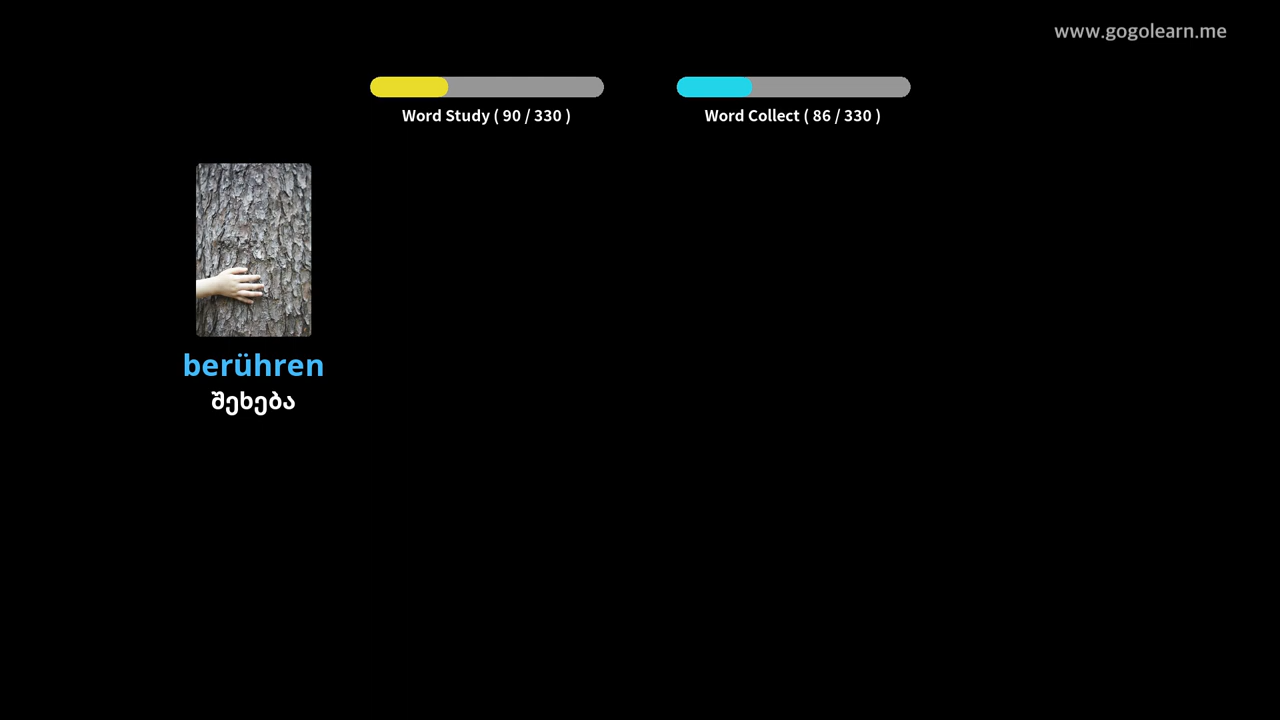 www.gogolearn.me
Word Study ( 90 / 330 )
Word Collect ( 86 / 330 )
berühren
შეხება